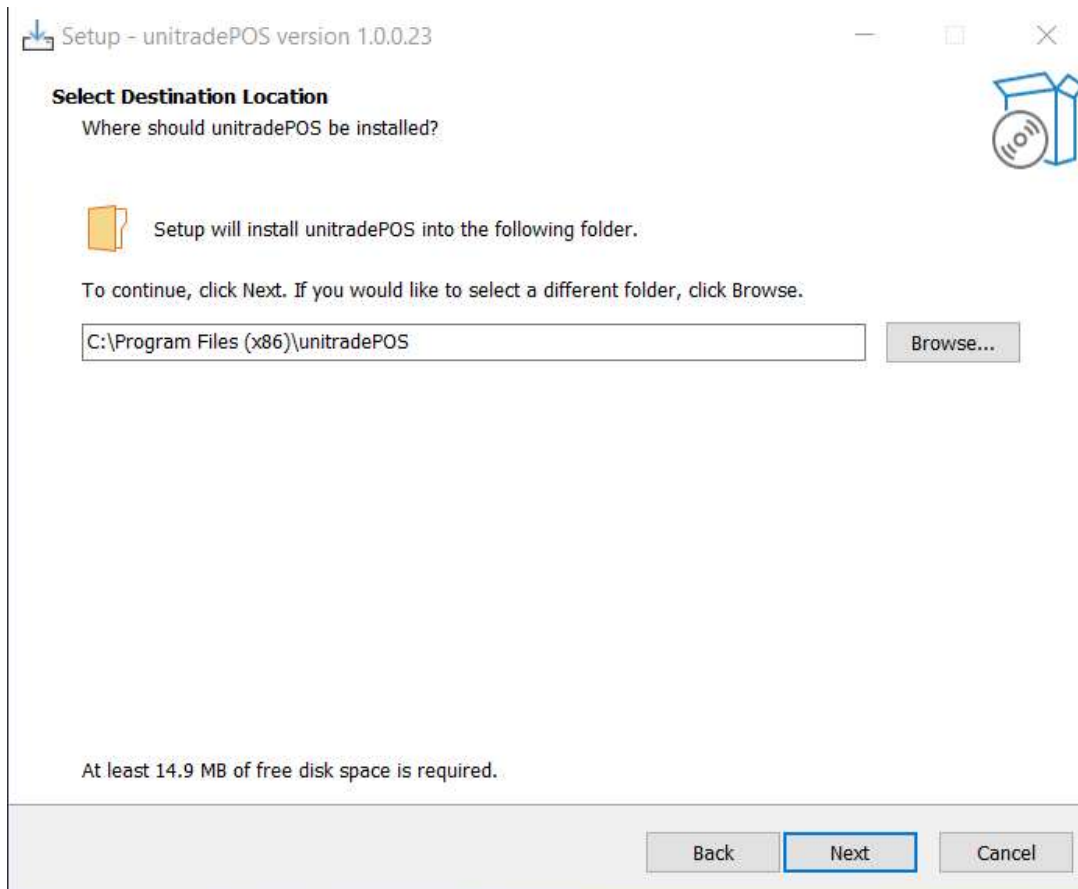 Setup - unitradePOS version 1.0.0.23
Select Destination Location
Where should unitradePOS be installed?
Setup will install unitradePOS into the following folder.
To continue, click Next. If you would like to select a different folder, click Browse.
C:\Program Files (x86)\unitradePOS
Browse...
At least 14.9 MB of free disk space is required.
Back
Next
Cancel